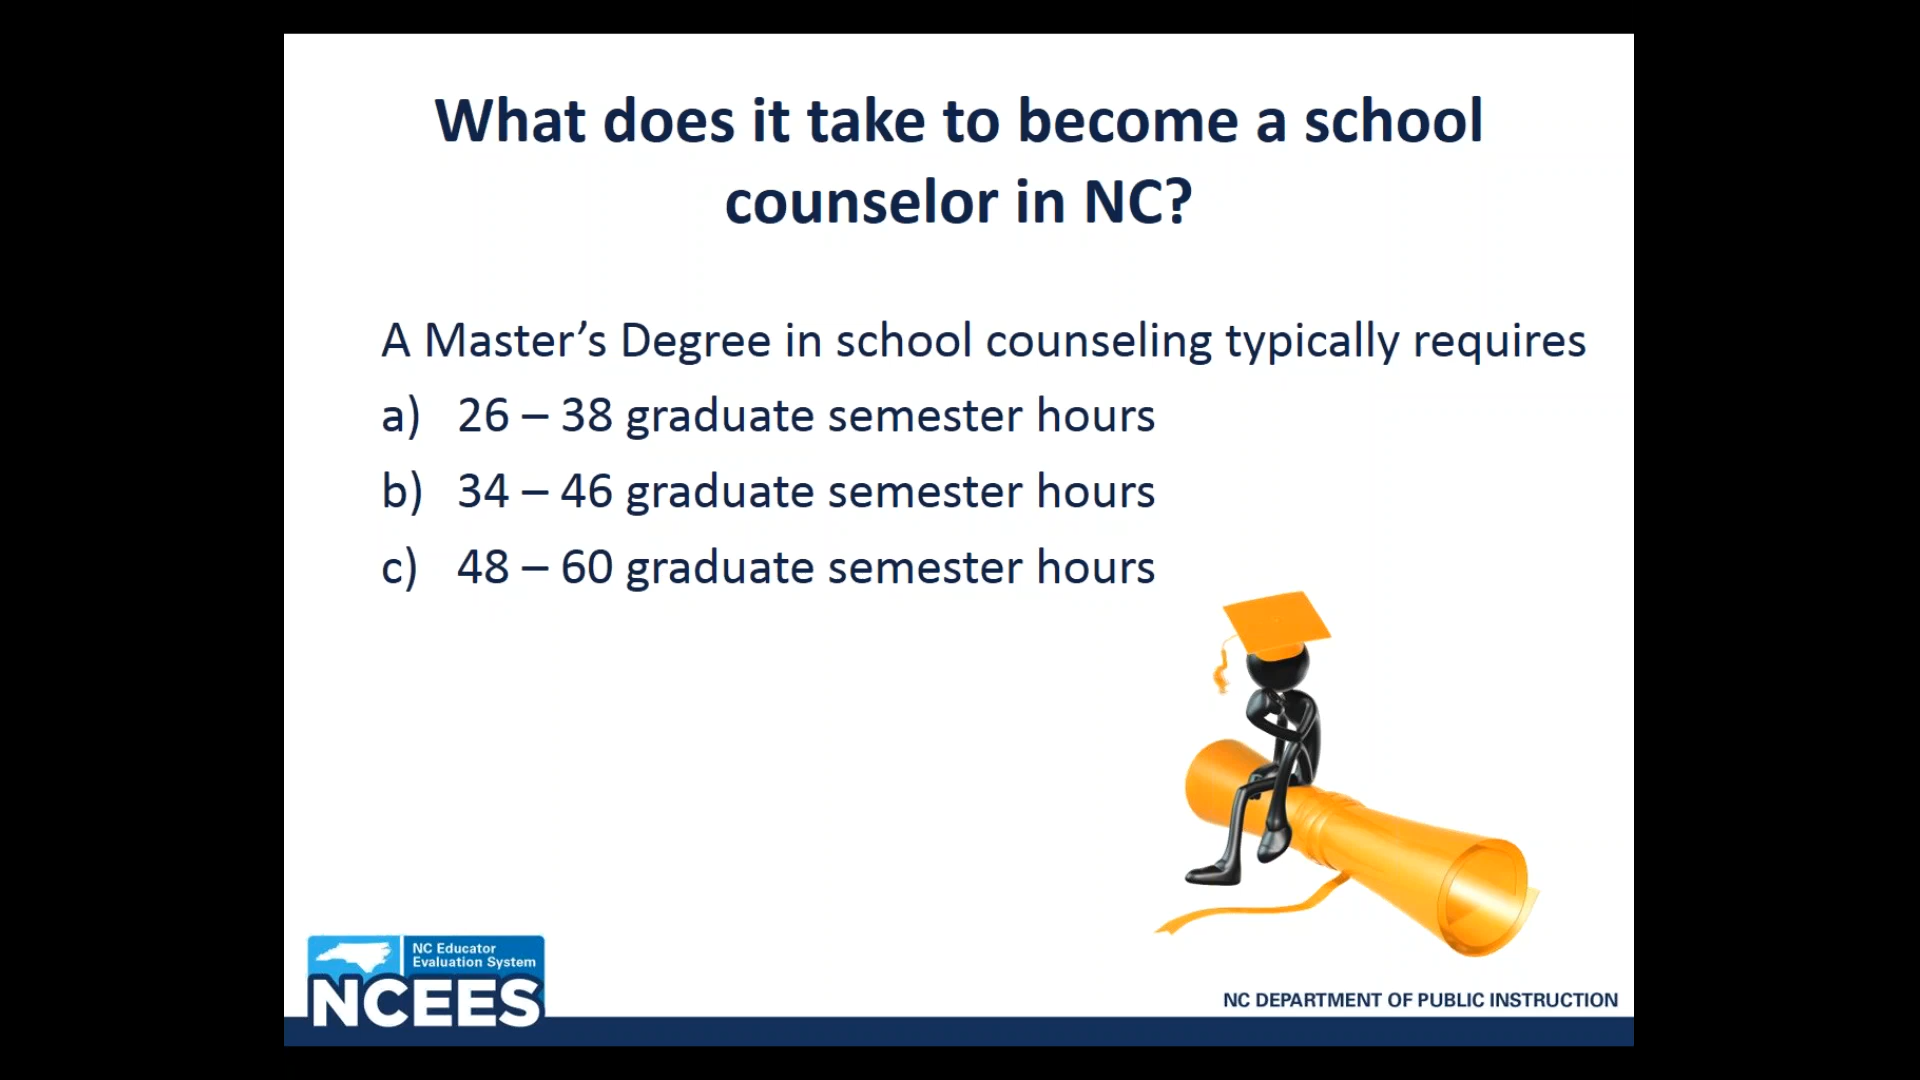 What does it take to become a school
counselor in NC?
A Master’s Degree in school counseling typically requires
a) 26 – 38 graduate semester hours
b) 34 – 46 graduate semester hours
c) 48 – 60 graduate semester hours
NC Educator
Evaluation System
NCEES
NC DEPARTMENT OF PUBLIC INSTRUCTION